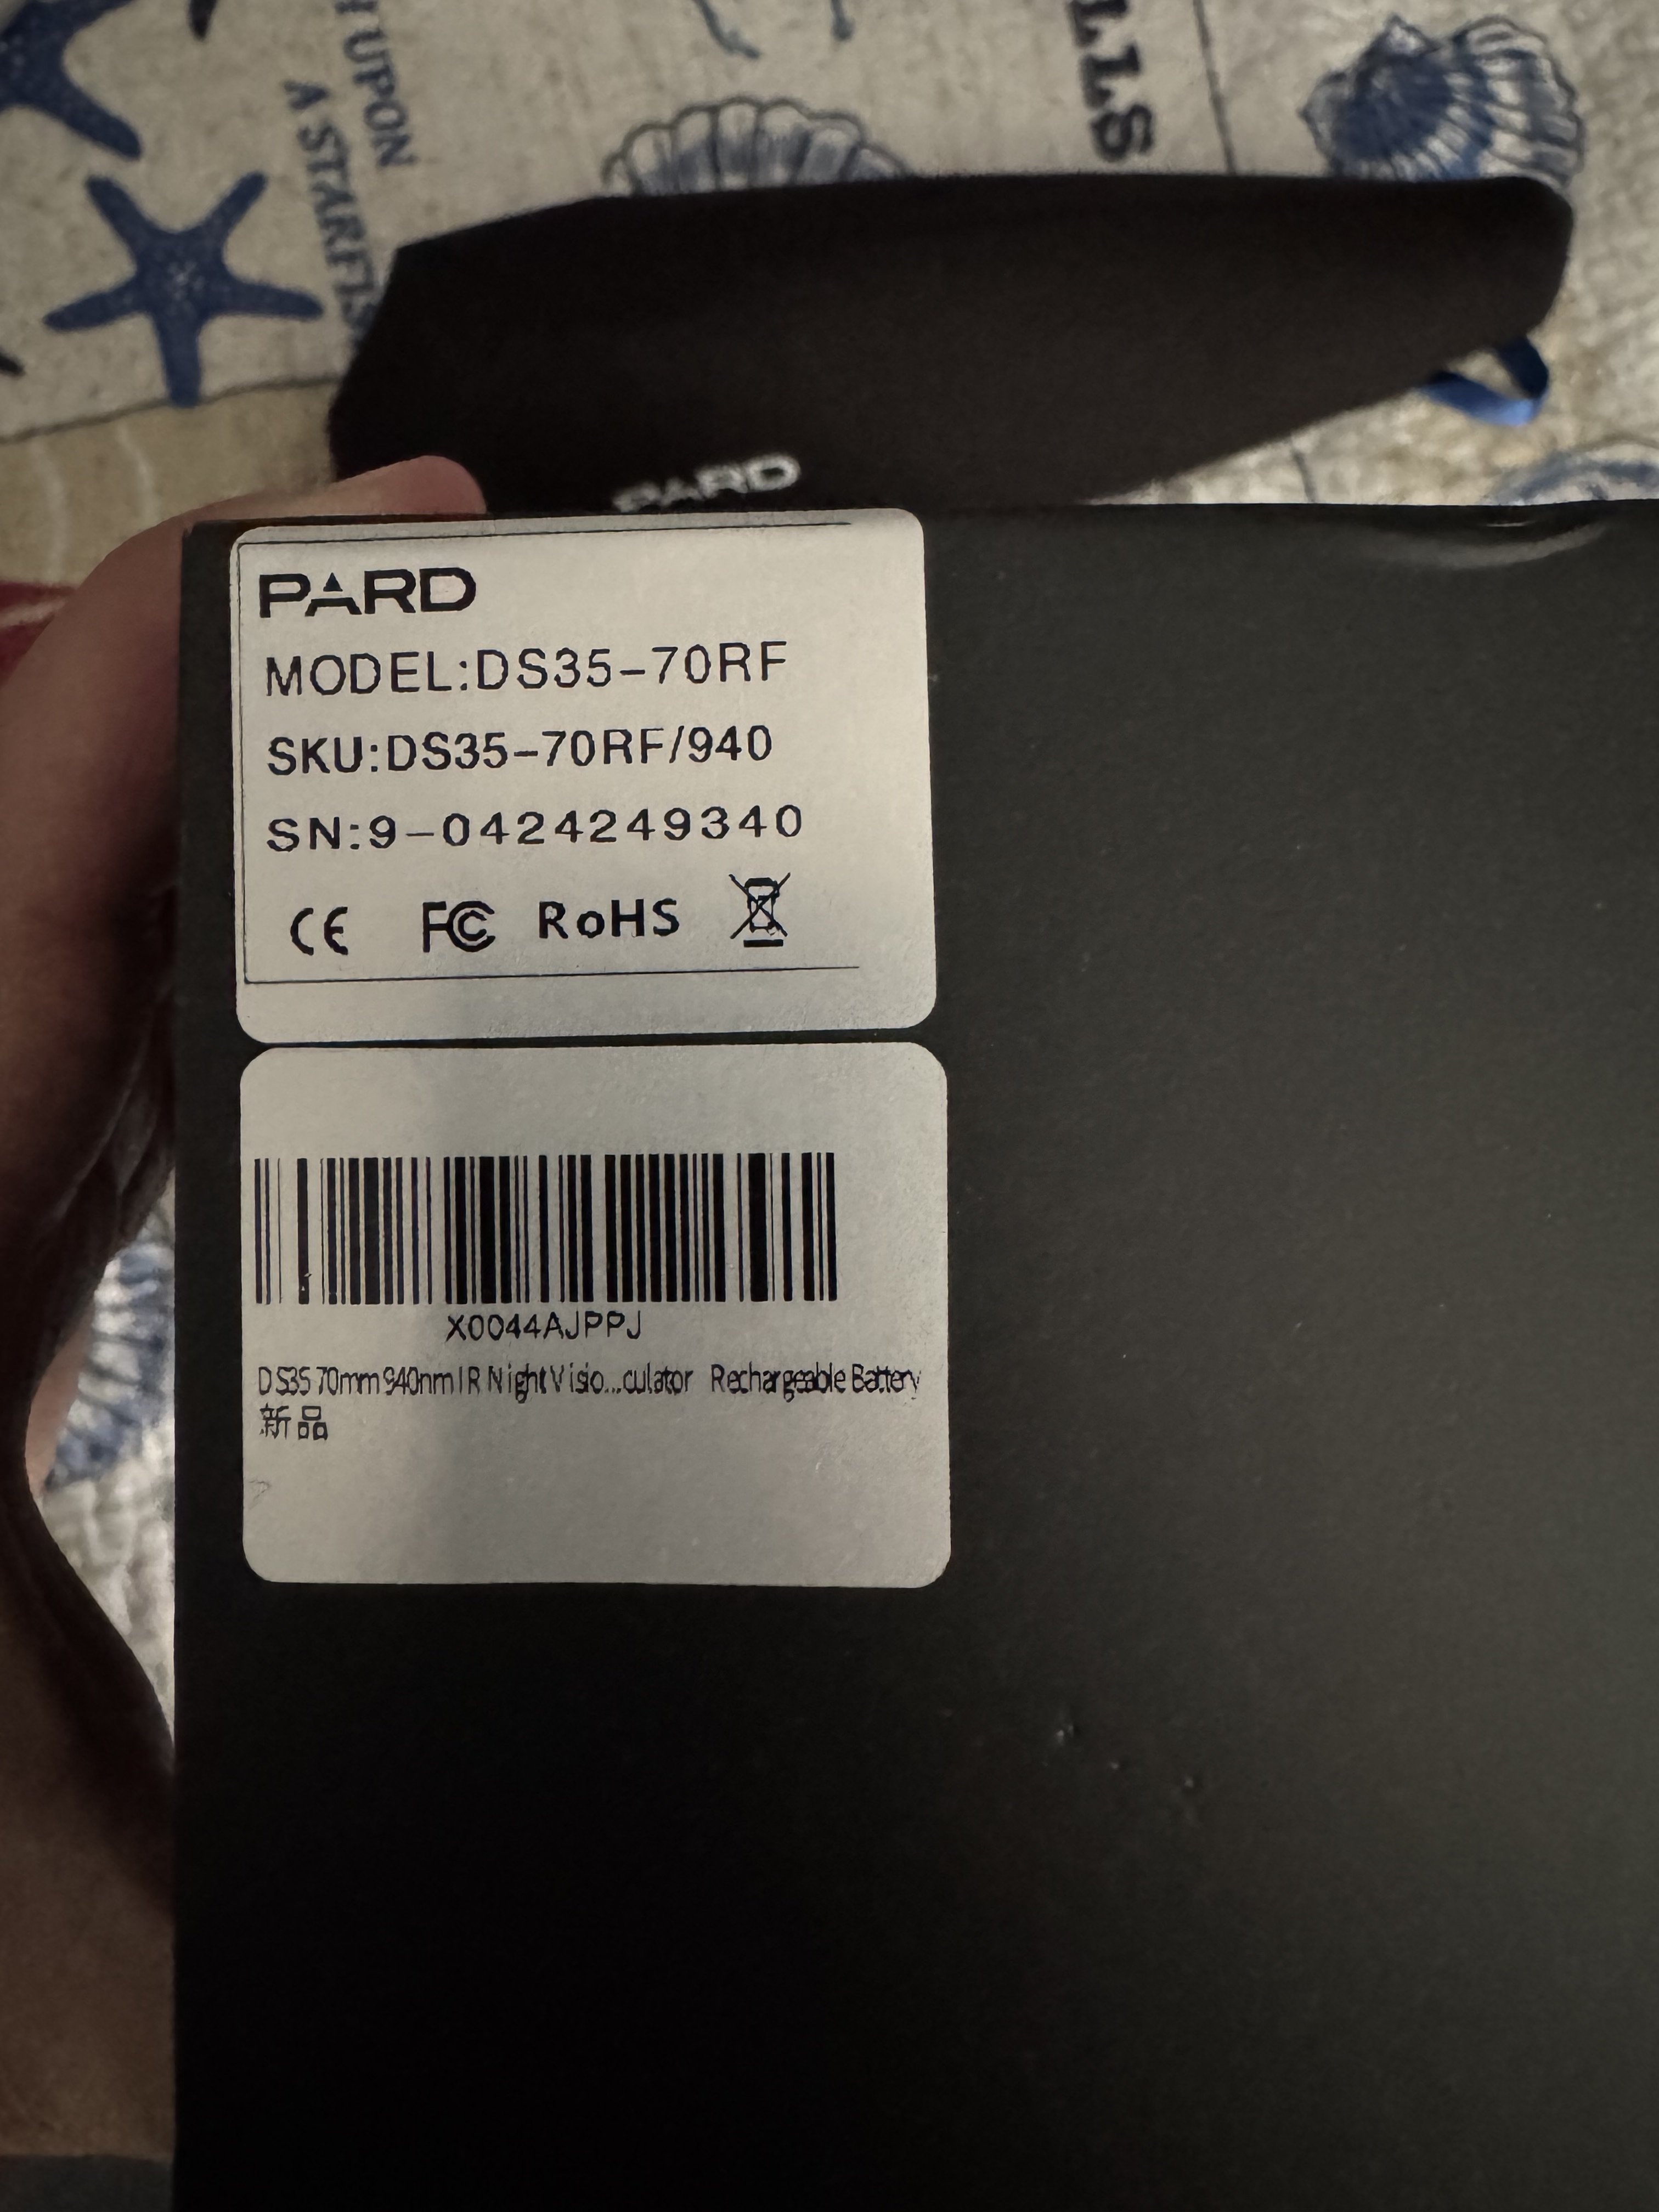 UPON
A STARFIS
LLS
PARD
PARD
MODEL:DS35-70RF
SKU:DS35-70RF/940
SN:9-0424249340
CE FC RoHS
X0044AJPPJ
DS35 70mm 940nm IR Night Visio...culator Rechargeable Battery
新品